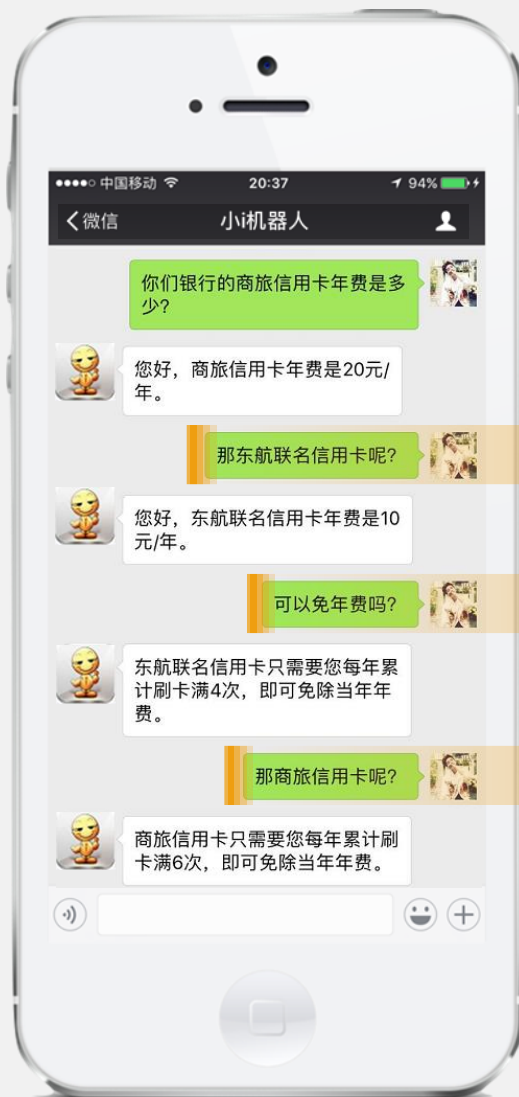 中国移动
20:37
94%
微信
小i机器人
你们银行的商旅信用卡年费是多
少?
您好，商旅信用卡年费是20元/
年。
那东航联名信用卡呢?
您好，东航联名信用卡年费是10
元/年。
可以免年费吗?
东航联名信用卡只需要您每年累
计刷卡满4次，即可免除当年年
费。
那商旅信用卡呢?
商旅信用卡只需要您每年累计刷
卡满6次，即可免除当年年费。